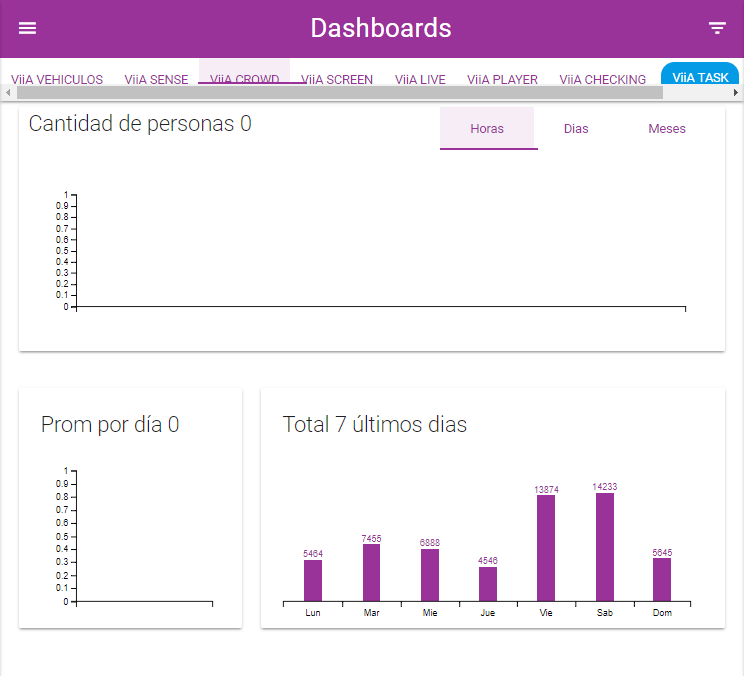 Dashboards
ViiA VEHICULOS ViiA SENSE ViiA CROWD ViiA SCREEN ViiA LIVE ViiA PLAYER ViiA CHECKING ViiA TASK
Cantidad de personas 0
Horas Dias Meses
1
0.9
0.8
0.7
0.6
0.5
0.4
0.3
0.2
0.1
0
Prom por día 0
1
0.9
0.8
0.7
0.6
0.5
0.4
0.3
0.2
0.1
0
Total 7 últimos dias
5464 7455 6888 4546 13874 14233 5645
Lun Mar Mie Jue Vie Sab Dom